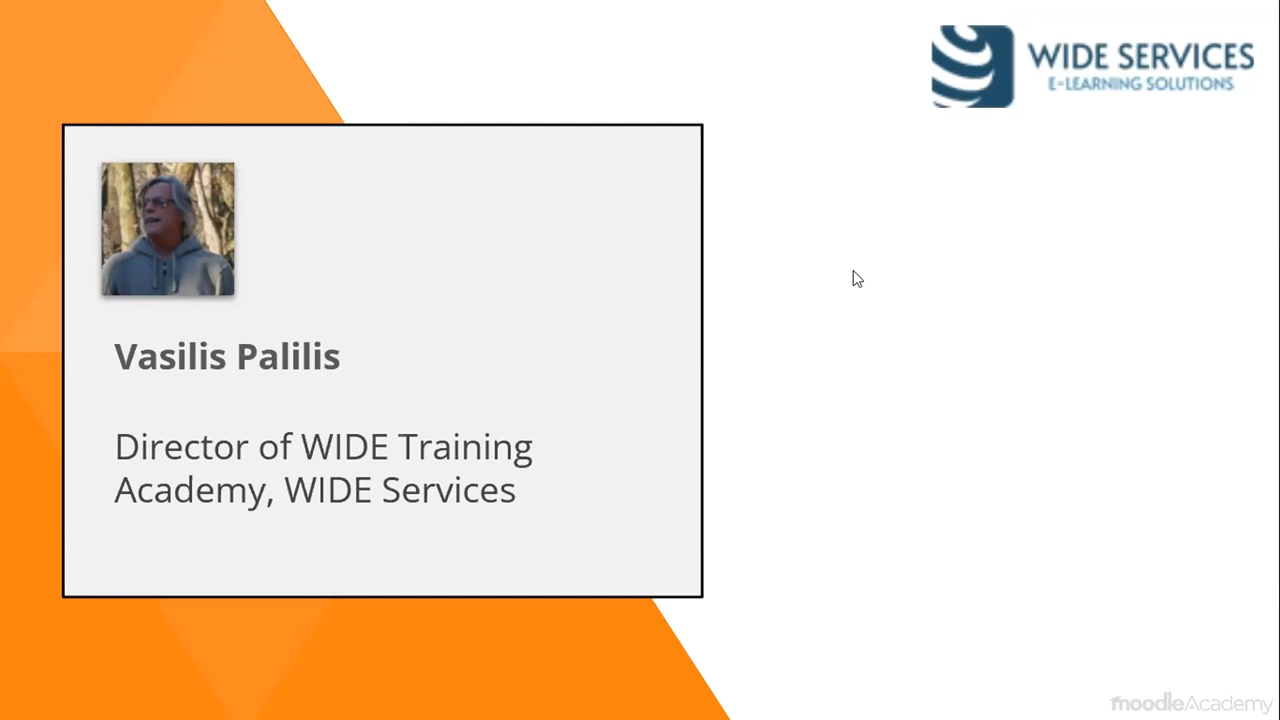 WIDE SERVICES
E-LEARNING SOLUTIONS
Vasilis Palilis
Director of WIDE Training
Academy, WIDE Services
moodleAcademy